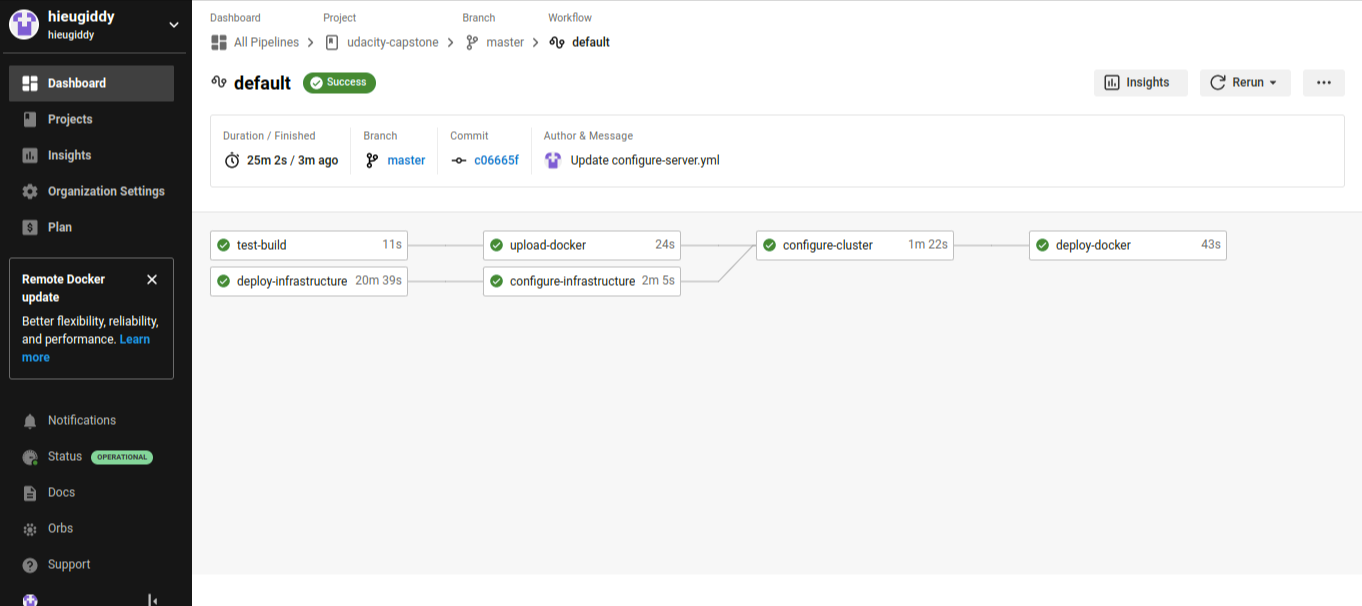 hieugiddy
hieugiddy
Dashboard
Projects
Insights
Organization Settings
Plan
Remote Docker
update
Better flexibility, reliability,
and performance. Learn
more
Notifications
Status OPERATIONAL
Docs
Orbs
Support
Dashboard Project Branch Workflow
All Pipelines udacity-capstone master default
default Success Insights Rerun
Duration / Finished Branch Commit Author & Message
25m 2s / 3m ago master c06665f Update configure-server.yml
test-build 11s upload-docker 24s configure-cluster 1m 22s deploy-docker 43s
deploy-infrastructure 20m 39s configure-infrastructure 2m 5s